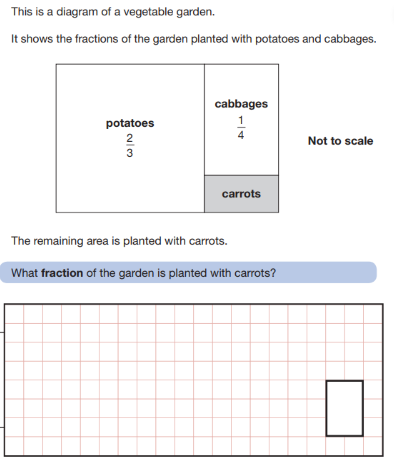 This is a diagram of a vegetable garden.
It shows the fractions of the garden planted with potatoes and cabbages.
cabbages
1
4
potatoes
2
3
Not to scale
carrots
The remaining area is planted with carrots.
What fraction of the garden is planted with carrots?